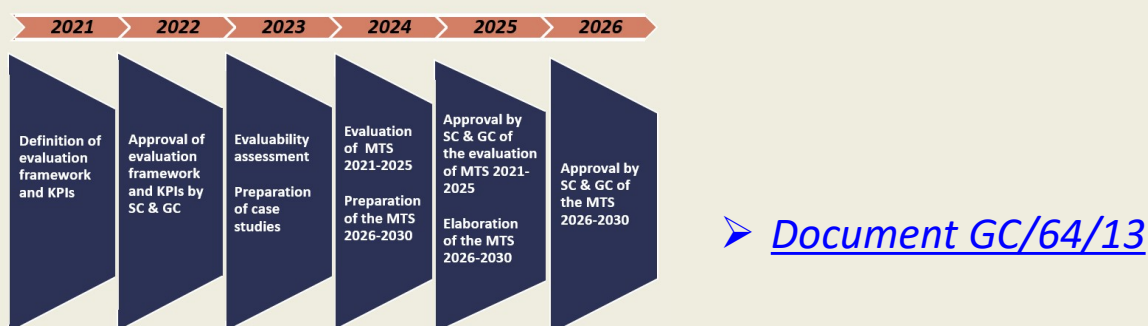 2021 2022 2023 2024 2025 2026
Definition of
evaluation
framework
and KPIs
Approval of
evaluation
framework
and KPIs by
SC & GC
Evaluability
assessment
Preparation
of case
studies
Evaluation
of MTS
2021-2025
Preparation
of the MTS
2026-2030
Approval by
SC & GC of
the evaluation
of MTS 2021-
2025
Elaboration
of the MTS
2026-2030
Approval by
SC & GC of
the MTS
2026-2030
➢ Document GC/64/13